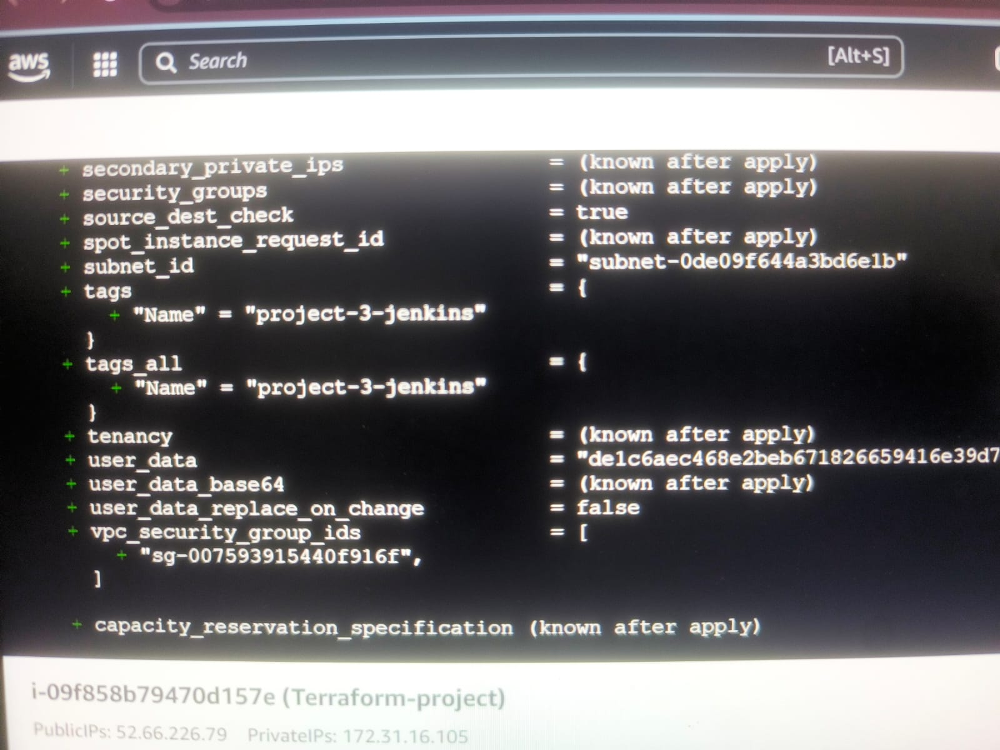 aws
Search [Alt+S]
+ secondary_private_ips = (known after apply)
+ security_groups = (known after apply)
+ source_dest_check = true
+ spot_instance_request_id = (known after apply)
+ subnet_id = "subnet-0de09f644a3bd6e1b"
+ tags = {
+ "Name" = "project-3-jenkins"
}
+ tags_all = {
+ "Name" = "project-3-jenkins"
}
+ tenancy = (known after apply)
+ user_data = "de1c6aec468e2beb671826659416e39d7
+ user_data_base64 = (known after apply)
+ user_data_replace_on_change = false
+ vpc_security_group_ids = [
+ "sg-007593915440f916f",
]
+ capacity_reservation_specification (known after apply)
i-09f858b79470d157e (Terraform-project)
PublicIPs: 52.66.226.79 PrivateIPs: 172.31.16.105